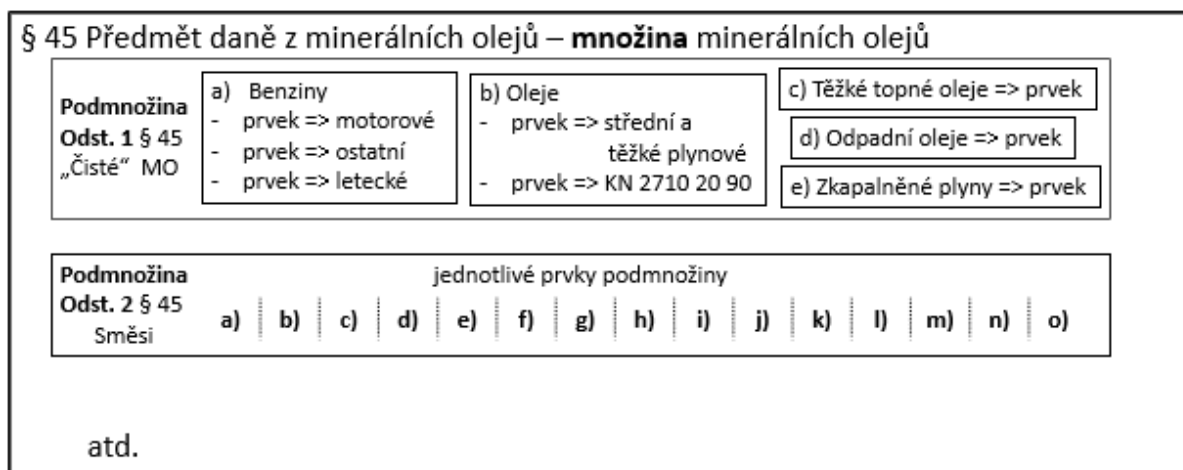 § 45 Předmět daně z minerálních olejů – množina minerálních olejů
Podmnožina
Odst. 1 § 45
„Čisté“ MO
a) Benziny
- prvek => motorové
- prvek => ostatní
- prvek => letecké
b) Oleje
- prvek => střední a
těžké plynové
- prvek => KN 2710 20 90
c) Těžké topné oleje => prvek
d) Odpadní oleje => prvek
e) Zkapalněné plyny => prvek
Podmnožina
Odst. 2 § 45
Směsi
jednotlivé prvky podmnožiny
a) b) c) d) e) f) g) h) i) j) k) l) m) n) o)
atd.